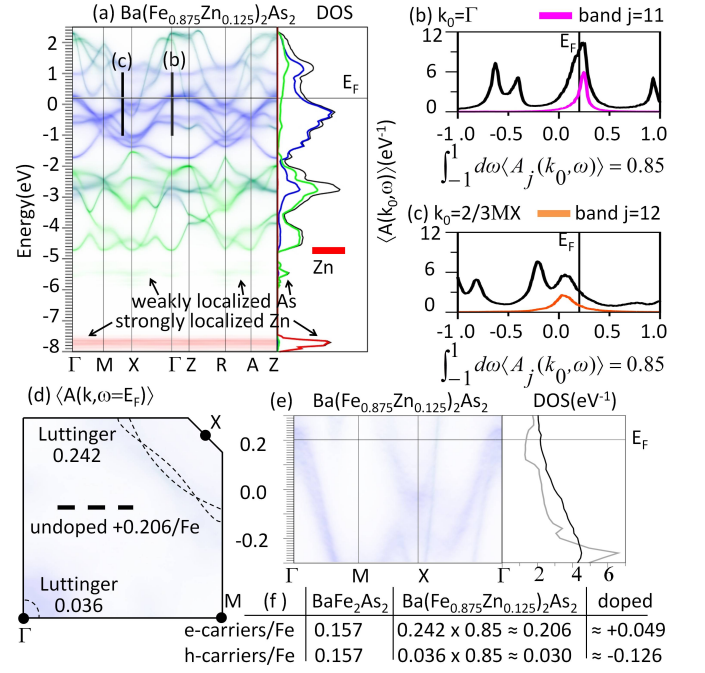 (a) Ba(Fe0.875Zn0.125)2As2 DOS
2
1
0
-1
-2
-3
-4
-5
-6
-7
-8
Energy(eV)
(c)
(b)
EF
Zn
weakly localized As
strongly localized Zn
Γ M X Γ Z R A Z
(b) k0=Γ
band j=11
12
6
0
EF
-1.0 -0.5 0.0 0.5 1.0
∫-1^1 dω⟨Aj(k0,ω)⟩ = 0.85
⟨A(k0,ω)⟩(eV-1)
(c) k0=2/3MX
band j=12
12
6
0
EF
-1.0 -0.5 0.0 0.5 1.0
∫-1^1 dω⟨Aj(k0,ω)⟩ = 0.85
(d) ⟨A(k,ω=EF)⟩
X
Luttinger
0.242
undoped +0.206/Fe
Luttinger
0.036
Γ
M
(e) Ba(Fe0.875Zn0.125)2As2 DOS(eV-1)
0.2
0.0
-0.2
EF
Γ M X Γ 2 4 6
(f) BaFe2As2 Ba(Fe0.875Zn0.125)2As2 doped
e-carriers/Fe 0.157 0.242 x 0.85 ≈ 0.206 ≈ +0.049
h-carriers/Fe 0.157 0.036 x 0.85 ≈ 0.030 ≈ -0.126